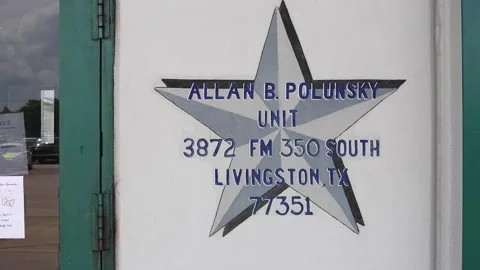 ALLAN B. POLUNSKY
UNIT
3872 FM 350 SOUTH
LIVINGSTON, TX
77351